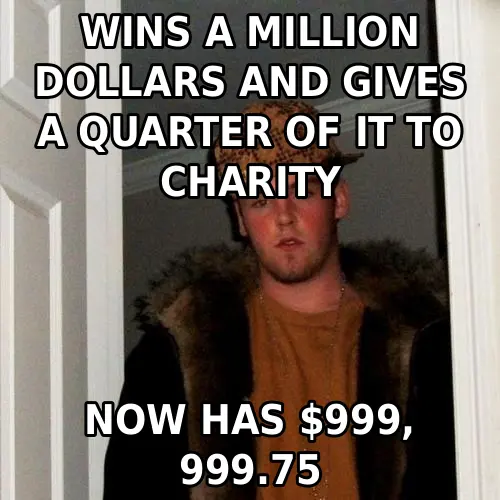 WINS A MILLION
DOLLARS AND GIVES
A QUARTER OF IT TO
CHARITY
NOW HAS $999,
999.75